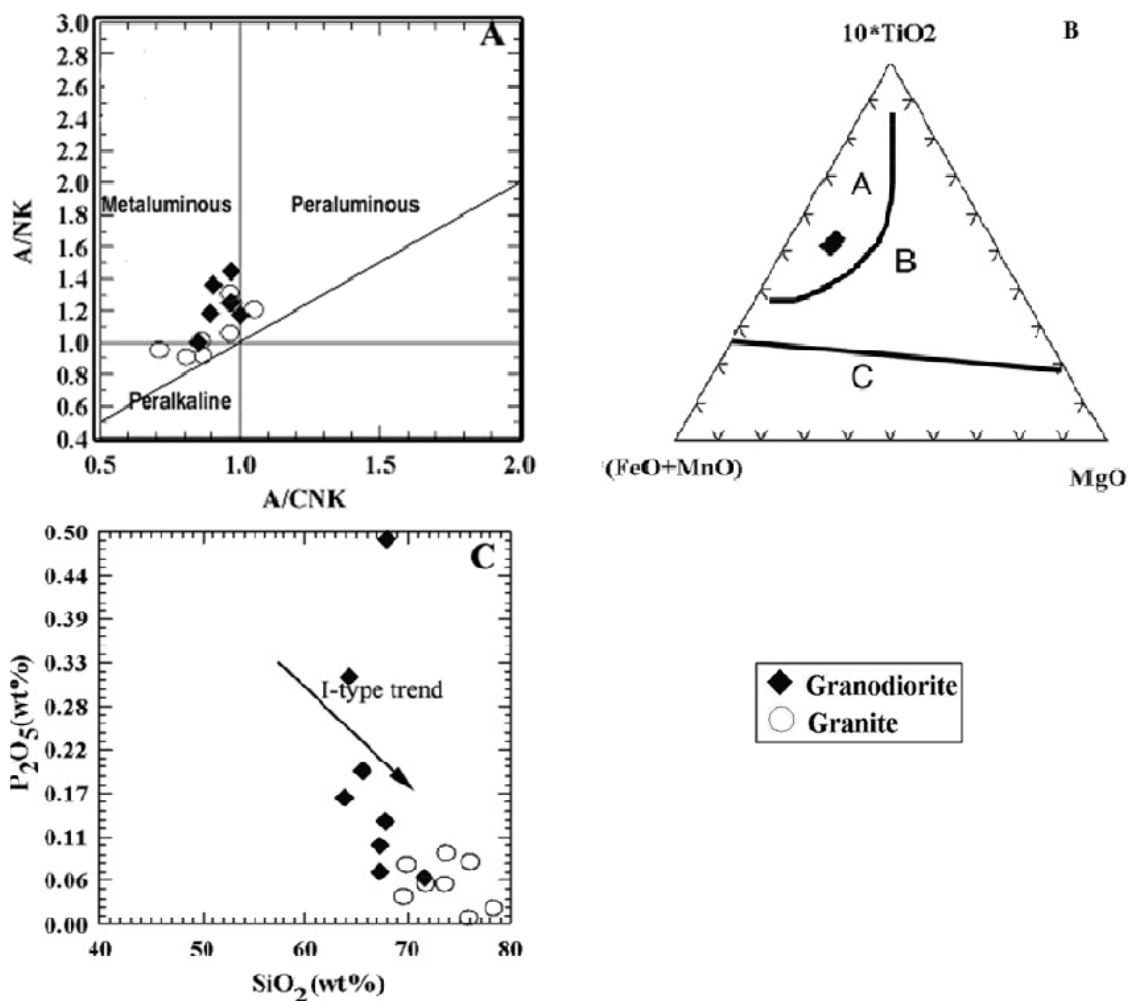 A
3.0
2.8
2.6
2.4
2.2
2.0
1.8
1.6
1.4
1.2
1.0
0.8
0.6
0.4
A/NK
Metaluminous
Peraluminous
Peralkaline
0.5
1.0
1.5
2.0
A/CNK
10*TiO2
B
A
B
C
*(FeO+MnO)
MgO
C
0.50
0.44
0.39
0.33
0.28
0.22
0.17
0.11
0.06
0.00
P2O5(wt%)
I-type trend
40
50
60
70
80
SiO2(wt%)
Granodiorite
Granite